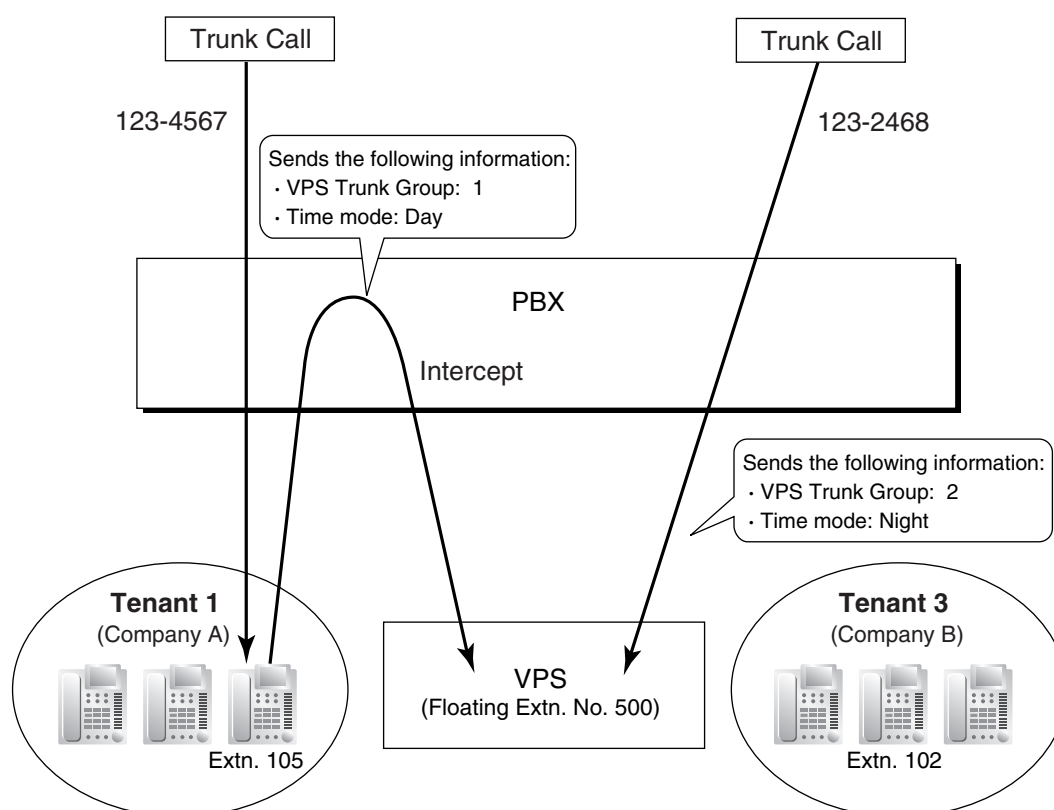 Trunk Call
Trunk Call
123-4567
123-2468
Sends the following information:
· VPS Trunk Group: 1
· Time mode: Day
PBX
Intercept
Sends the following information:
· VPS Trunk Group: 2
· Time mode: Night
Tenant 1
(Company A)
Extn. 105
VPS
(Floating Extn. No. 500)
Tenant 3
(Company B)
Extn. 102